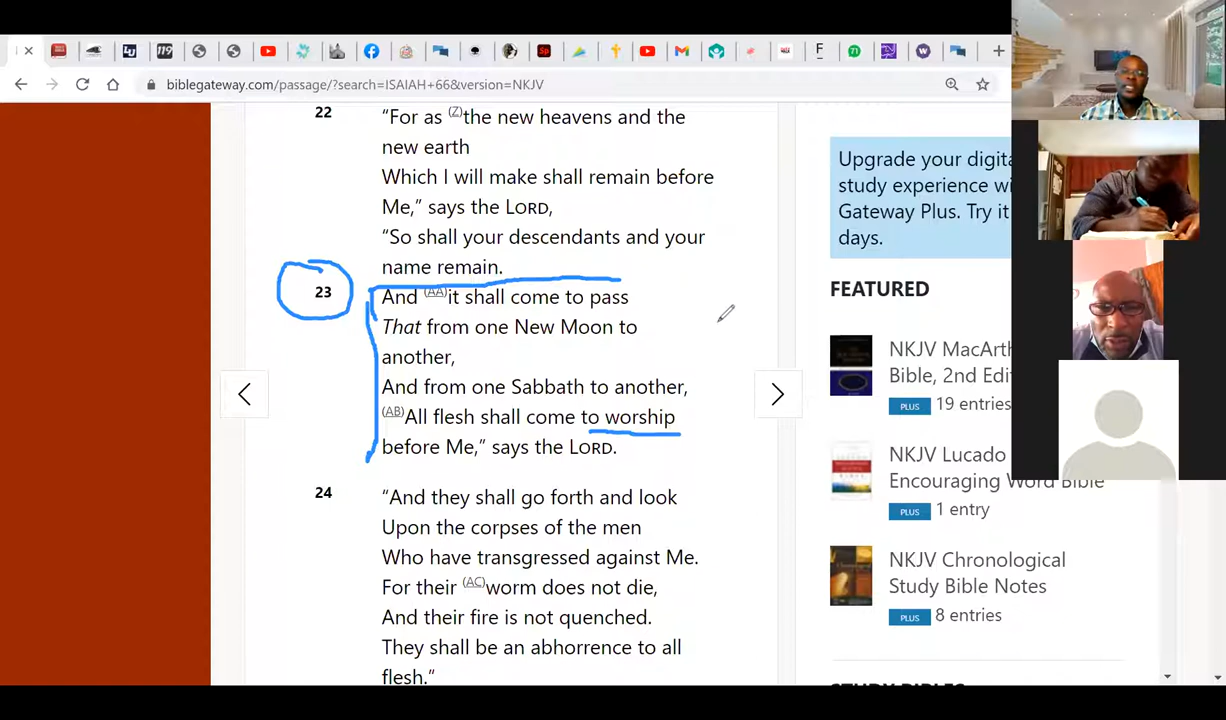 119
Sp
F
71
W
biblegateway.com/passage/?search=ISAIAH+66&version=NKJV
22
“For as (Z)the new heavens and the
new earth
Which I will make shall remain before
Me,” says the LORD,
“So shall your descendants and your
name remain.
23
And (AA)it shall come to pass
That from one New Moon to
another,
And from one Sabbath to another,
(AB)All flesh shall come to worship
before Me,” says the LORD.
24
“And they shall go forth and look
Upon the corpses of the men
Who have transgressed against Me.
For their (AC)worm does not die,
And their fire is not quenched.
They shall be an abhorrence to all
flesh.”
Upgrade your digita
study experience wi
Gateway Plus. Try i
days.
FEATURED
NKJV MacArth
Bible, 2nd Edi
PLUS 19 entries
NKJV Lucado
Encouraging Word Bible
PLUS 1 entry
NKJV Chronological
Study Bible Notes
PLUS 8 entries